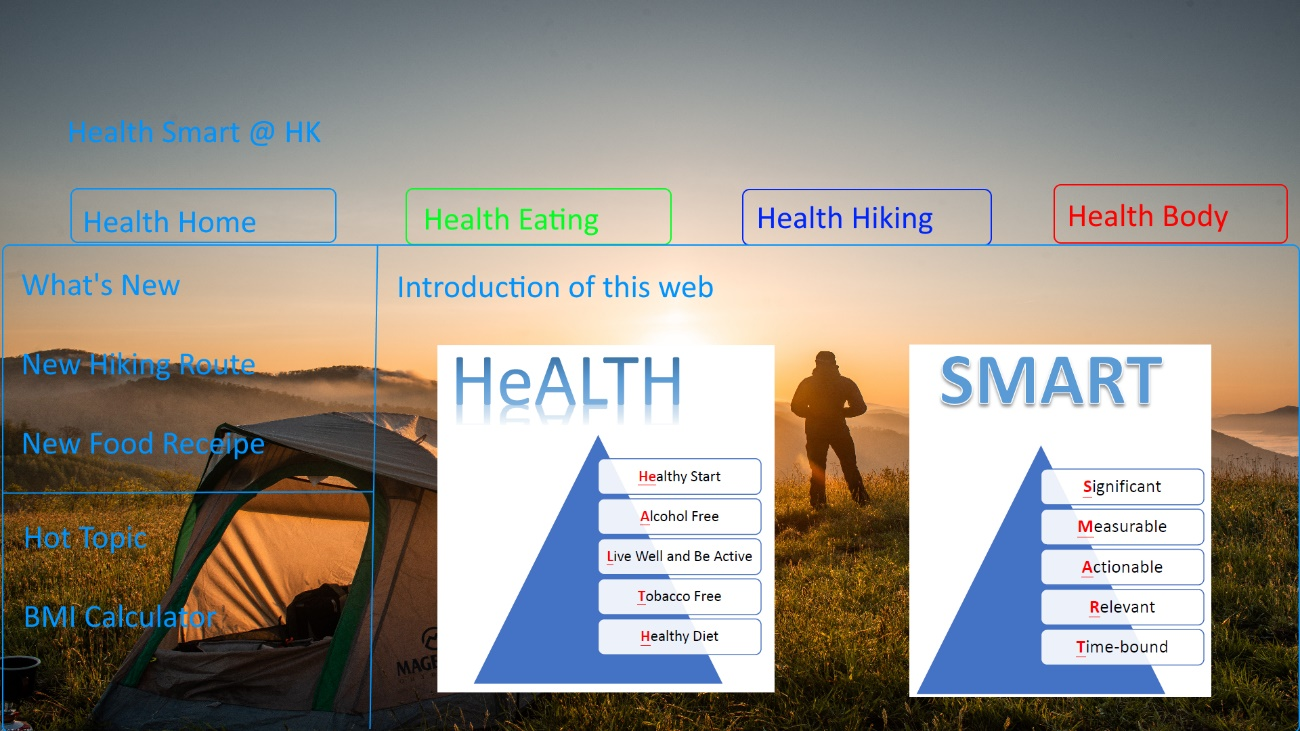 Health Smart @ HK
Health Home
Health Eating
Health Hiking
Health Body
What's New
New Hiking Route
New Food Receipe
Hot Topic
BMI Calculator
Introduction of this web
HeALTH
Healthy Start
Alcohol Free
Live Well and Be Active
Tobacco Free
Healthy Diet
SMART
Significant
Measurable
Actionable
Relevant
Time-bound